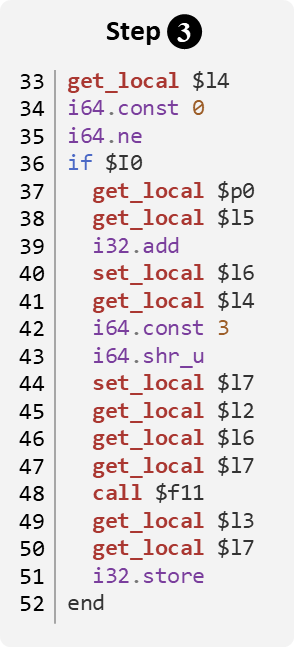 Step 3
33 get_local $l4
34 i64.const 0
35 i64.ne
36 if $I0
37 get_local $p0
38 get_local $l5
39 i32.add
40 set_local $l6
41 get_local $l4
42 i64.const 3
43 i64.shr_u
44 set_local $l7
45 get_local $l2
46 get_local $l6
47 get_local $l7
48 call $f11
49 get_local $l3
50 get_local $l7
51 i32.store
52 end